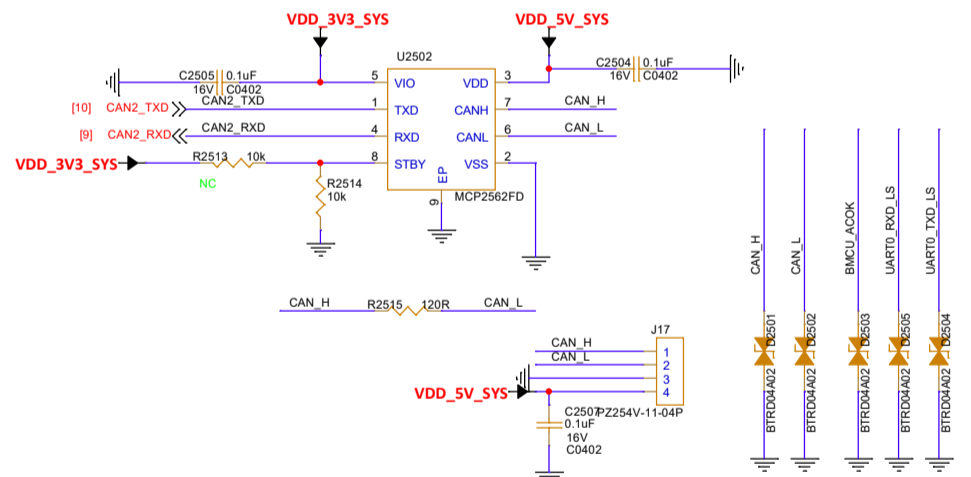 VDD_3V3_SYS
VDD_5V_SYS
U2502
C2505 0.1uF
16V C0402
C2504 0.1uF
16V C0402
5 VIO VDD 3
[10] CAN2_TXD CAN2_TXD 1 TXD CANH 7 CAN_H
[9] CAN2_RXD CAN2_RXD 4 RXD CANL 6 CAN_L
VDD_3V3_SYS R2513 10k 8 STBY VSS 2
NC
EP
9
MCP2562FD
R2514
10k
CAN_H R2515 120R CAN_L
J17
CAN_H 1
CAN_L 2
3
VDD_5V_SYS 4
C2507 PZ254V-11-04P
0.1uF
16V
C0402
CAN_H
CAN_L
BMCU_ACOK
UART0_RXD_LS
UART0_TXD_LS
D2501
D2502
D2503
D2505
D2504
BTRD04A02
BTRD04A02
BTRD04A02
BTRD04A02
BTRD04A02